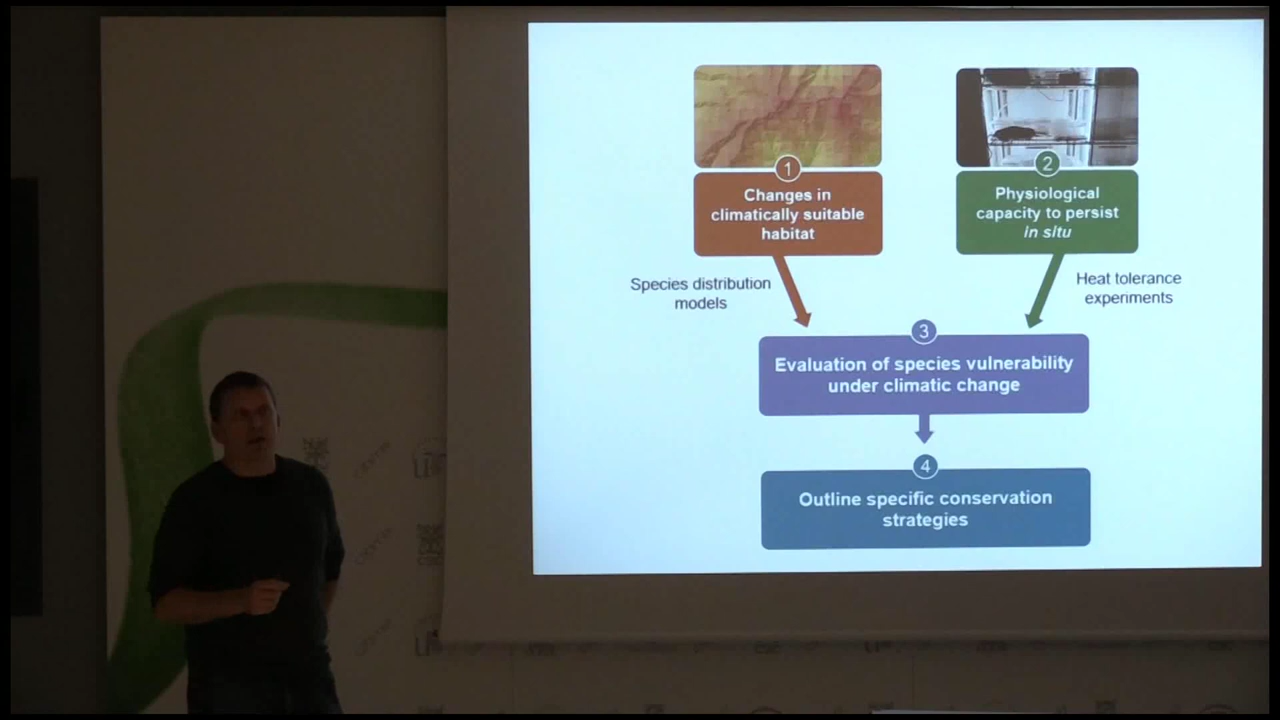 1
Changes in
climatically suitable
habitat
2
Physiological
capacity to persist
in situ
Species distribution
models
Heat tolerance
experiments
3
Evaluation of species vulnerability
under climatic change
4
Outline specific conservation
strategies